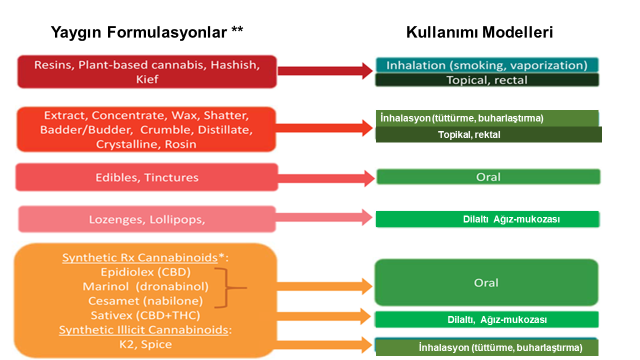 Yaygın Formulasyonlar **
Kullanımı Modelleri
Resins, Plant-based cannabis, Hashish,
Kief
Inhalation (smoking, vaporization)
Topical, rectal
Extract, Concentrate, Wax, Shatter,
Badder/Budder, Crumble, Distillate,
Crystalline, Rosin
İnhalasyon (tüttürme, buharlaştırma)
Topikal, rektal
Edibles, Tinctures
Oral
Lozenges, Lollipops,
Dilaltı Ağız-mukozası
Synthetic Rx Cannabinoids*:
Epidiolex (CBD)
Marinol (dronabinol)
Cesamet (nabilone)
Oral
Sativex (CBD+THC)
Dilaltı, Ağız-mukozası
Synthetic Illicit Cannabinoids:
K2, Spice
İnhalasyon (tüttürme, buharlaştırma)